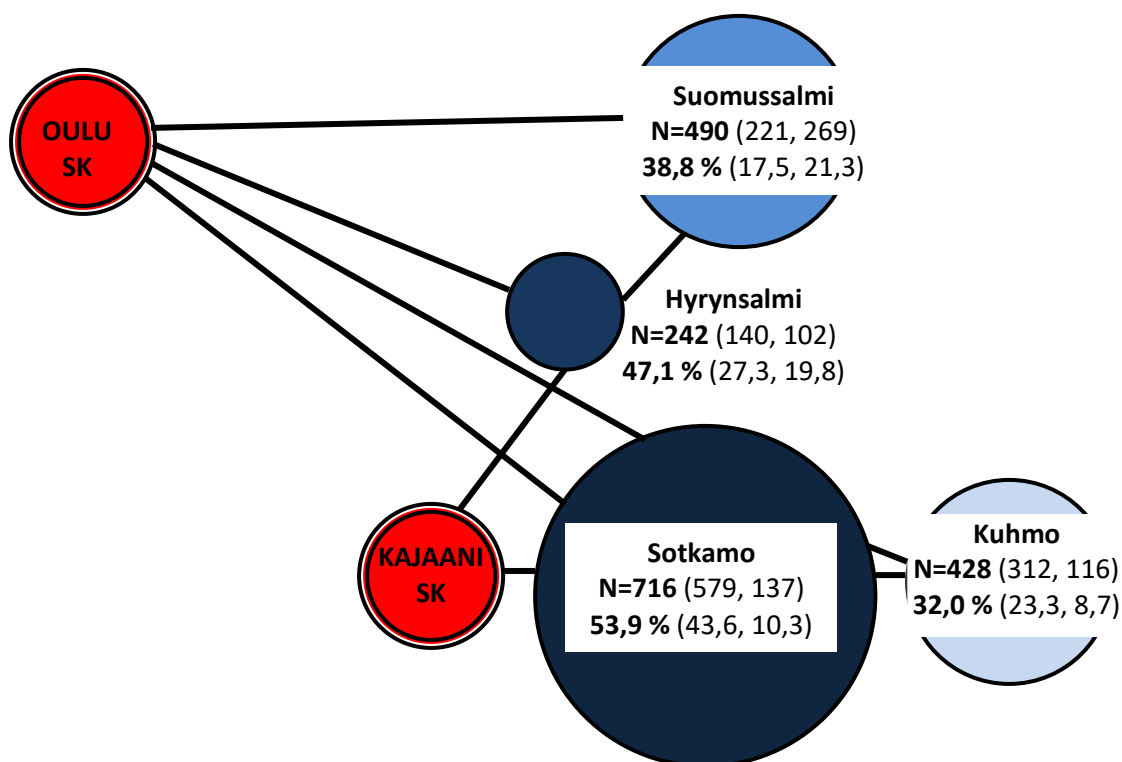 OULU
SK
Suomussalmi
N=490 (221, 269)
38,8 % (17,5, 21,3)
Hyrynsalmi
N=242 (140, 102)
47,1 % (27,3, 19,8)
KAJAANI
SK
Sotkamo
N=716 (579, 137)
53,9 % (43,6, 10,3)
Kuhmo
N=428 (312, 116)
32,0 % (23,3, 8,7)